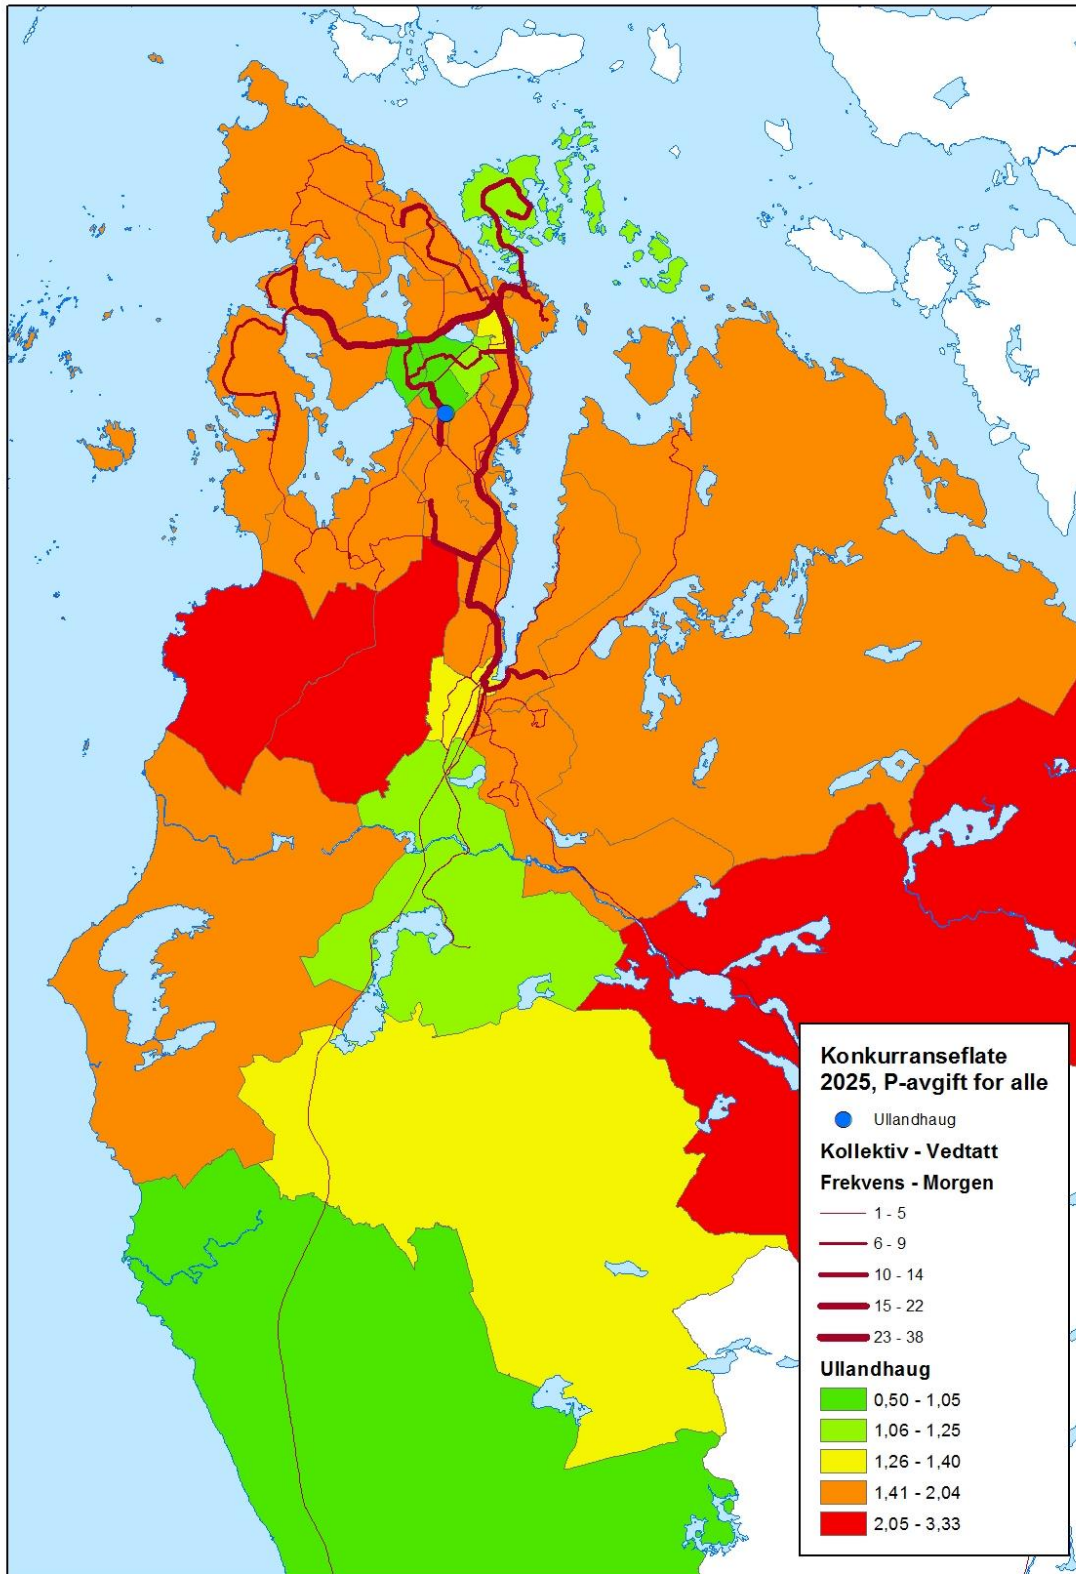 Konkurranseflate
2025, P-avgift for alle
Ullandhaug
Kollektiv - Vedtatt
Frekvens - Morgen
1 - 5
6 - 9
10 - 14
15 - 22
23 - 38
Ullandhaug
0,50 - 1,05
1,06 - 1,25
1,26 - 1,40
1,41 - 2,04
2,05 - 3,33